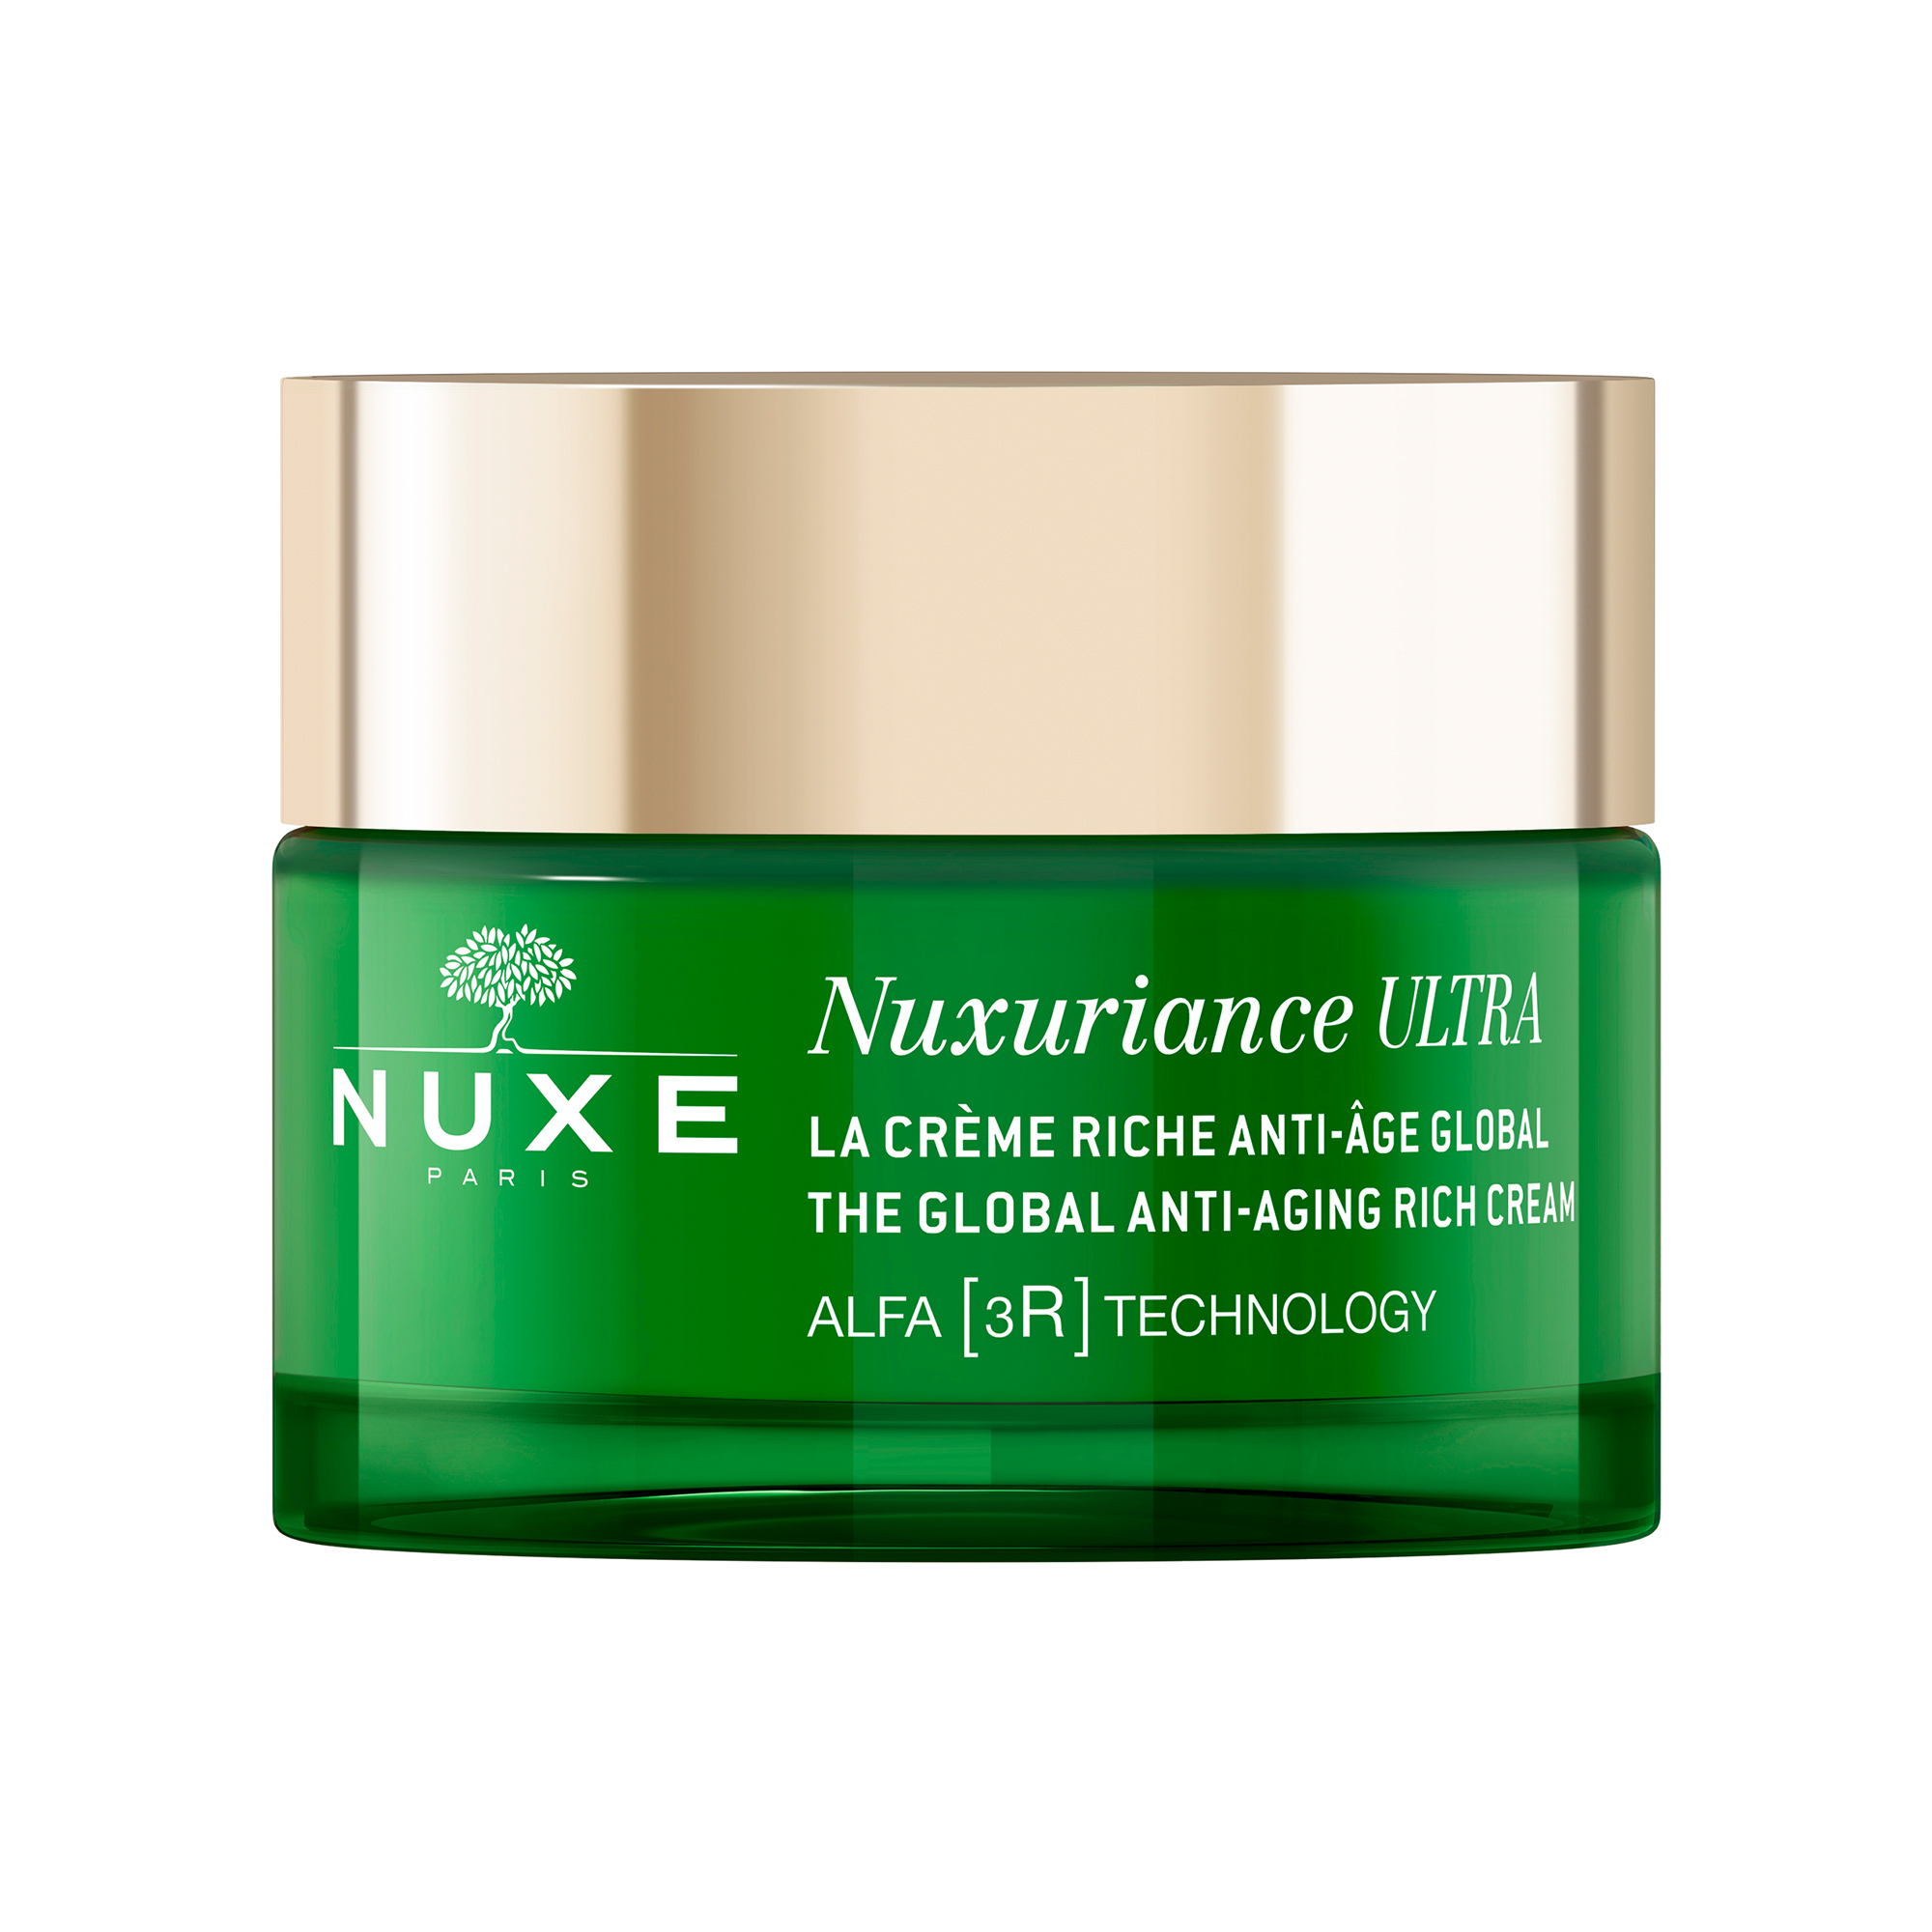 NUXE
PARIS
Nuxuriance ULTRA
LA CRÈME RICHE ANTI-ÂGE GLOBAL
THE GLOBAL ANTI-AGING RICH CREAM
ALFA [3R] TECHNOLOGY